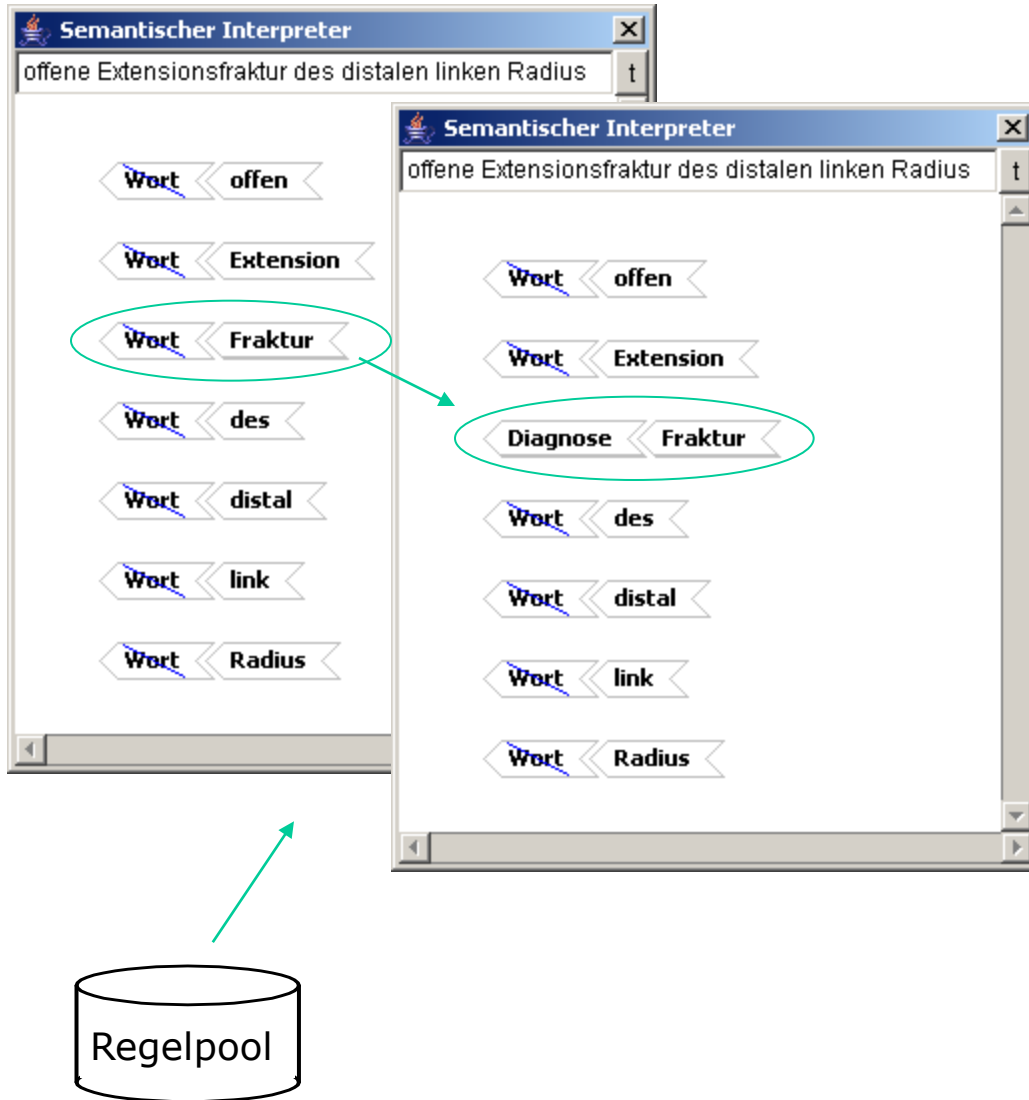 Semantischer Interpreter
offene Extensionsfraktur des distalen linken Radius t
Wort offen
Wort Extension
Wort Fraktur
Wort des
Wort distal
Wort link
Wort Radius
Semantischer Interpreter
offene Extensionsfraktur des distalen linken Radius t
Wort offen
Wort Extension
Diagnose Fraktur
Wort des
Wort distal
Wort link
Wort Radius
Regelpool